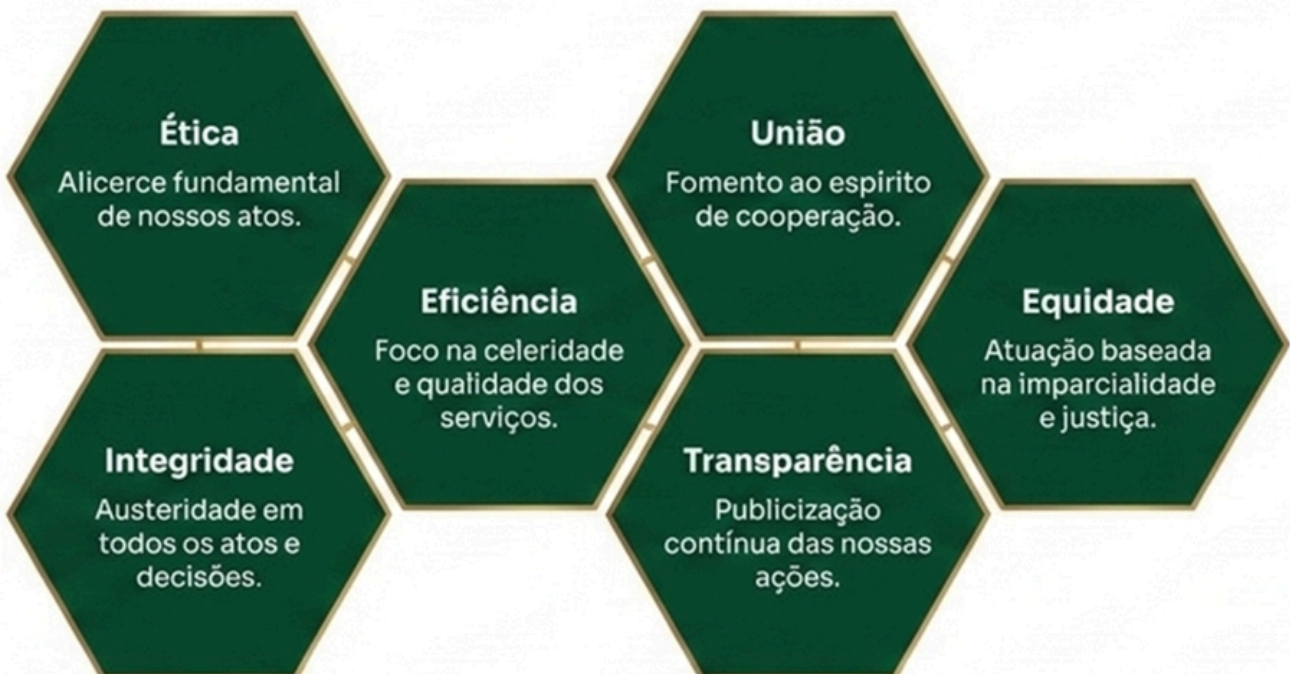 Ética
Alicerce fundamental
de nossos atos.
União
Fomento ao espirito
de cooperação.
Eficiência
Foco na celeridade
e qualidade dos
serviços.
Equidade
Atuação baseada
na imparcialidade
e justiça.
Integridade
Austeridade em
todos os atos e
decisões.
Transparência
Publicização
contínua das nossas
ações.